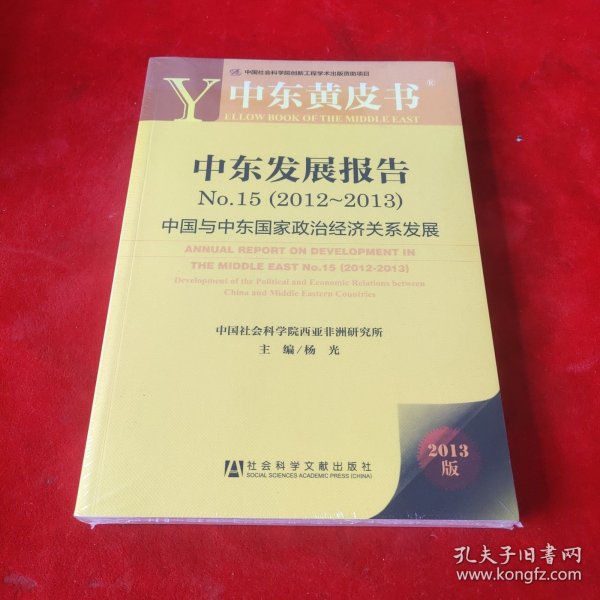 中国社会科学院创新工程学术出版资助项目
Y 中东黄皮书®
ELLOW BOOK OF THE MIDDLE EAST
中东发展报告
No.15 (2012~2013)
中国与中东国家政治经济关系发展
ANNUAL REPORT ON DEVELOPMENT IN
THE MIDDLE EAST No.15 (2012-2013)
Development of the Political and Economic Relations between
China and Middle Eastern Countries
中国社会科学院西亚非洲研究所
主 编/杨 光
2013
版
社会科学文献出版社
SOCIAL SCIENCES ACADEMIC PRESS (CHINA)
孔夫子旧书网
www.kongfz.com